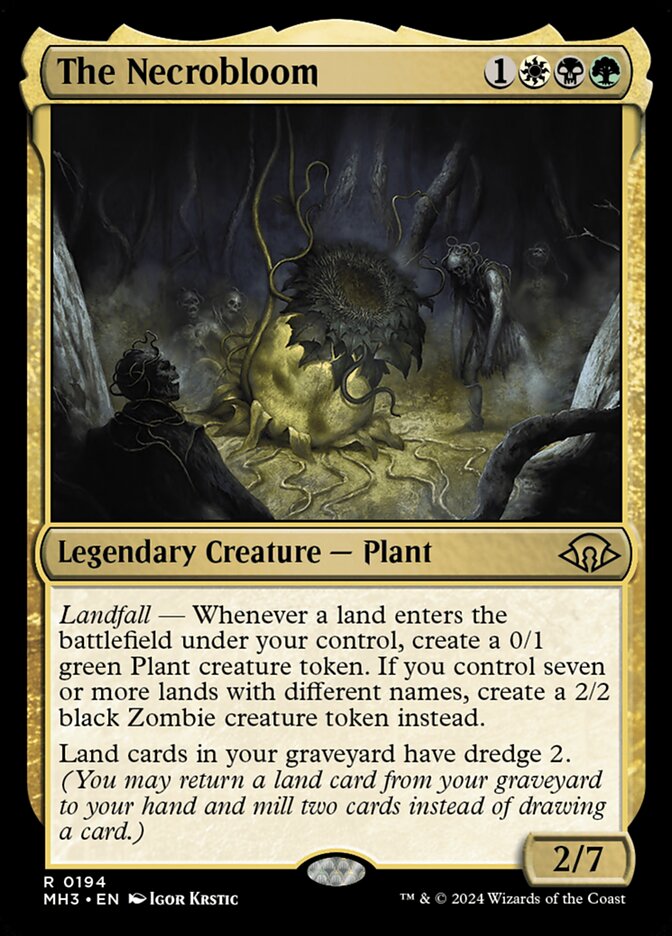 The Necrobloom 1
Legendary Creature — Plant
Landfall — Whenever a land enters the
battlefield under your control, create a 0/1
green Plant creature token. If you control seven
or more lands with different names, create a 2/2
black Zombie creature token instead.
Land cards in your graveyard have dredge 2.
(You may return a land card from your graveyard
to your hand and mill two cards instead of drawing
a card.)
2/7
R 0194
MH3 • EN Igor Krstic
™ & © 2024 Wizards of the Coast